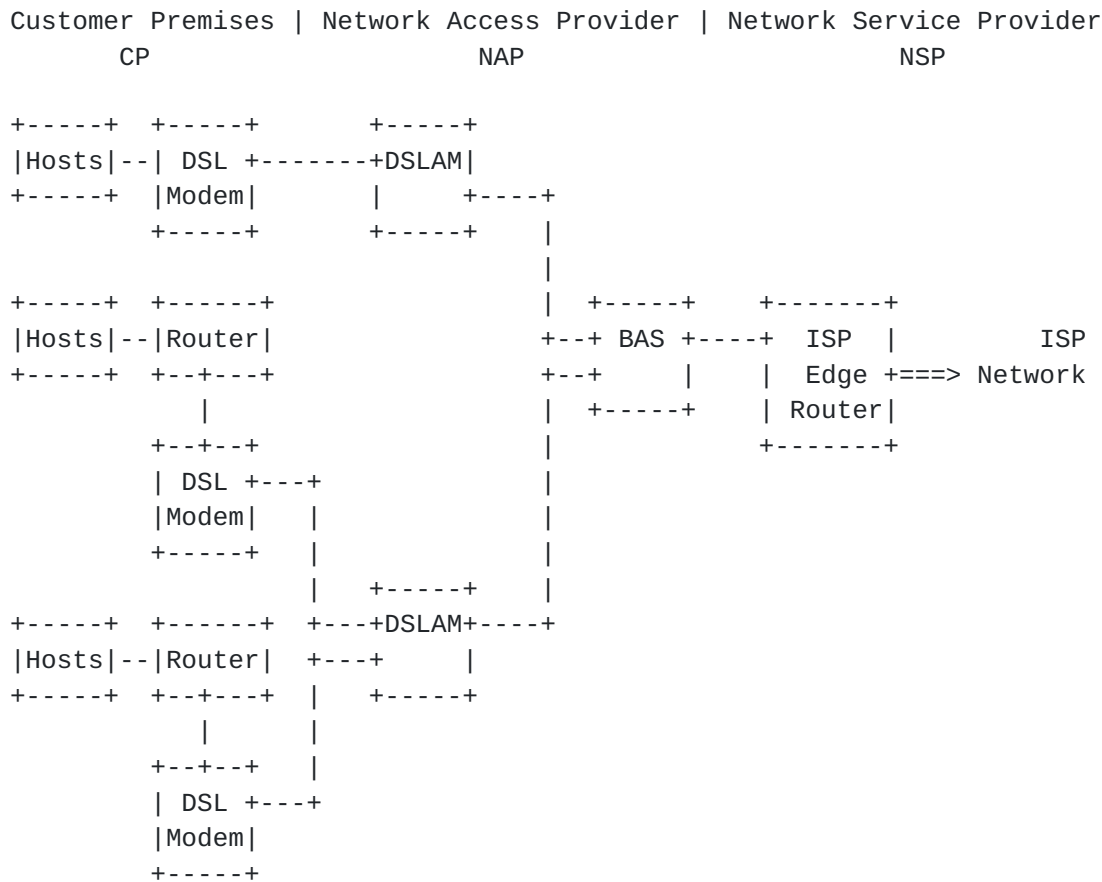 Customer Premises | Network Access Provider | Network Service Provider
        CP                       NAP                           NSP

+-----+  +-----+        +-----+
|Hosts|--| DSL +-------+DSLAM|
+-----+  |Modem|        |     +----+
         +-----+        +-----+    |
                                   |
+-----+  +------+                  |  +-----+    +-------+
|Hosts|--|Router|                  +--+ BAS +----+  ISP  |         ISP
+-----+  +--+---+                  +--+     |    |  Edge +===> Network
            |                      |  +-----+    | Router|
         +--+--+                   |             +-------+
         | DSL +---+               |
         |Modem|   |               |
         +-----+   |               |
                   |   +-----+     |
+-----+  +------+  +---+DSLAM+----+
|Hosts|--|Router|  +---+     |
+-----+  +--+---+  |   +-----+
            |      |
         +--+--+   |
         | DSL +---+
         |Modem|
         +-----+